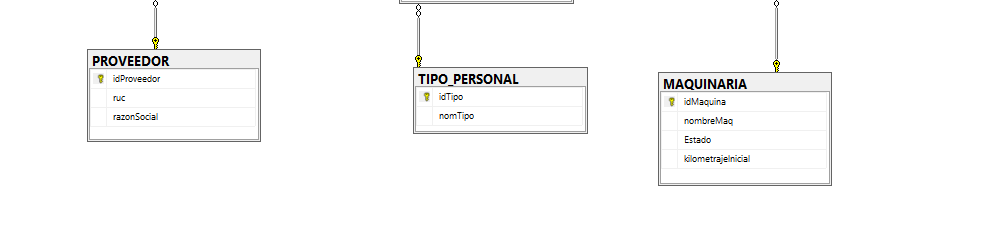 PROVEEDOR
idProveedor
ruc
razonSocial
TIPO_PERSONAL
idTipo
nomTipo
MAQUINARIA
idMaquina
nombreMaq
Estado
kilometrajeInicial